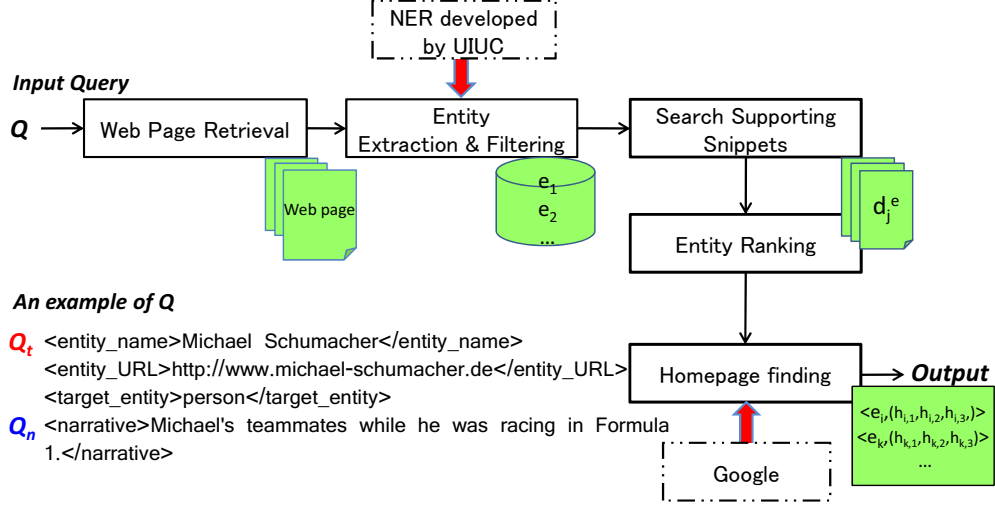 NER developed
by UIUC
Input Query
Q
Web Page Retrieval
Entity
Extraction & Filtering
Search Supporting
Snippets
Web page
e1
e2
...
dje
Entity Ranking
An example of Q
Qt <entity_name>Michael Schumacher</entity_name>
<entity_URL>http://www.michael-schumacher.de</entity_URL>
<target_entity>person</target_entity>
Qn <narrative>Michael's teammates while he was racing in Formula
1.</narrative>
Homepage finding
Output
<ei,(hi,1,hi,2,hi,3,)>
<ek,(hk,1,hk,2,hk,3)>
...
Google